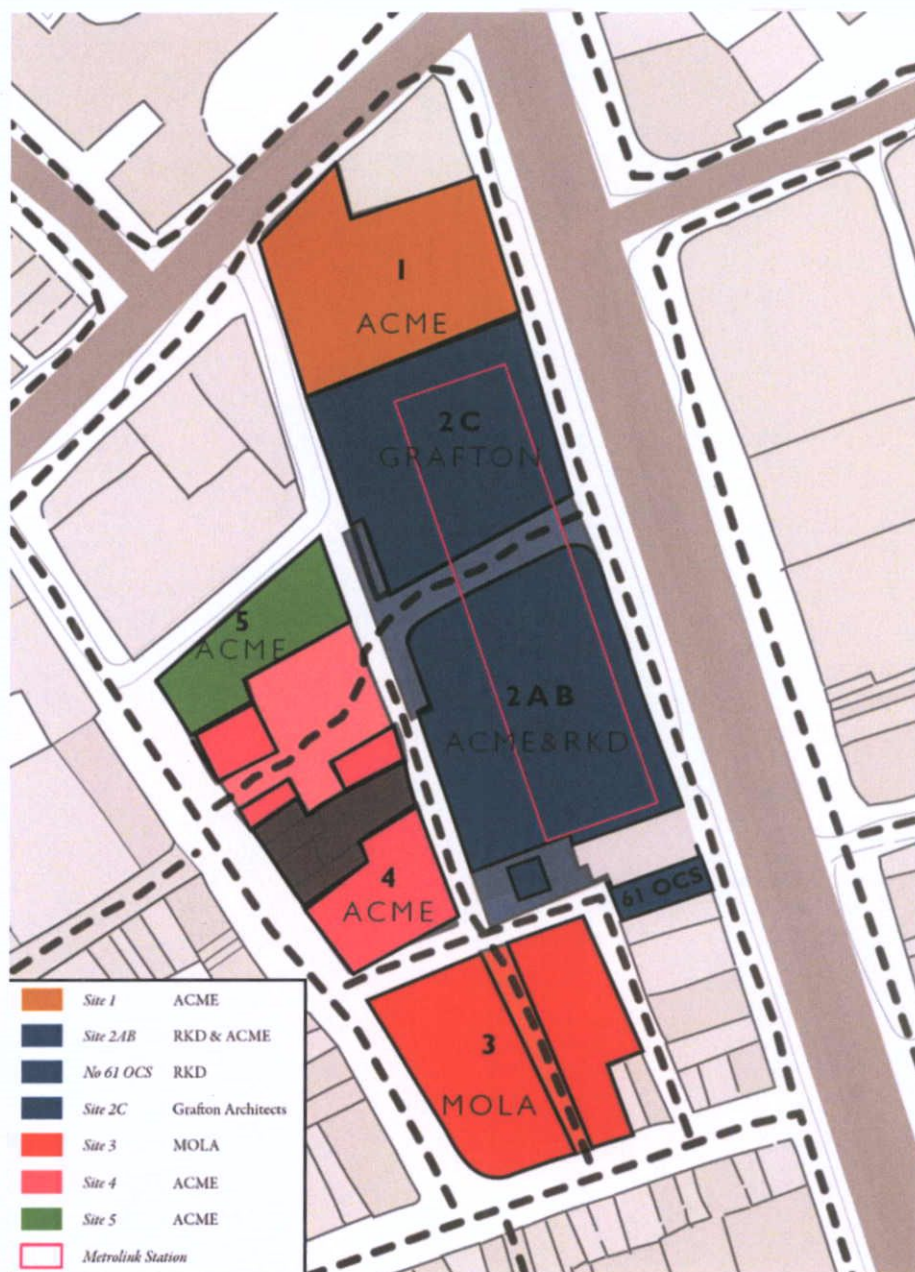 1
ACME
2C
GRAFTON
5
ACME
2AB
ACME&RKD
61 OCS
4
ACME
3
MOLA
Site 1 ACME
Site 2AB RKD & ACME
No 61 OCS RKD
Site 2C Grafton Architects
Site 3 MOLA
Site 4 ACME
Site 5 ACME
Metrolink Station